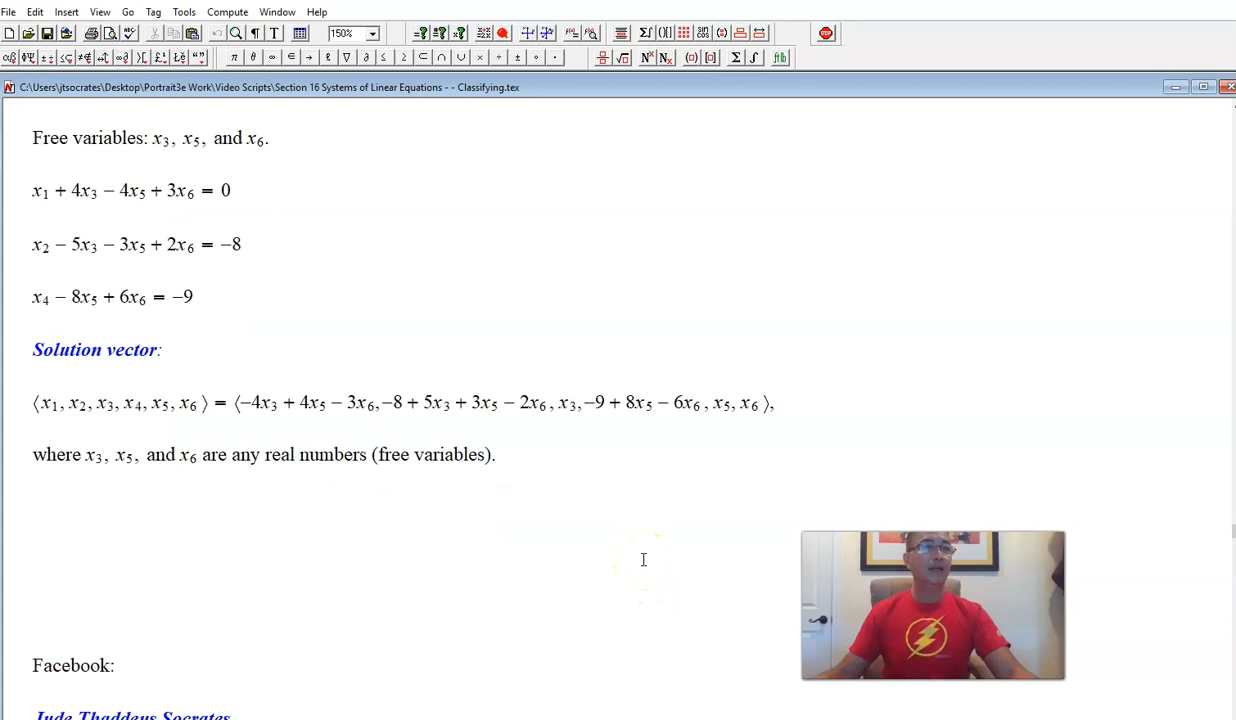 File Edit Insert View Go Tag Tools Compute Window Help
150%
C:\Users\jtsocrates\Desktop\Portrait3e Work\Video Scripts\Section 16 Systems of Linear Equations - - Classifying.tex
Free variables: x₃, x₅, and x₆.
x₁ + 4x₃ − 4x₅ + 3x₆ = 0
x₂ − 5x₃ − 3x₅ + 2x₆ = −8
x₄ − 8x₅ + 6x₆ = −9
Solution vector:
⟨x₁, x₂, x₃, x₄, x₅, x₆⟩ = ⟨−4x₃ + 4x₅ − 3x₆, −8 + 5x₃ + 3x₅ − 2x₆, x₃, −9 + 8x₅ − 6x₆, x₅, x₆⟩,
where x₃, x₅, and x₆ are any real numbers (free variables).
Facebook:
Jude Thaddeus Socrates